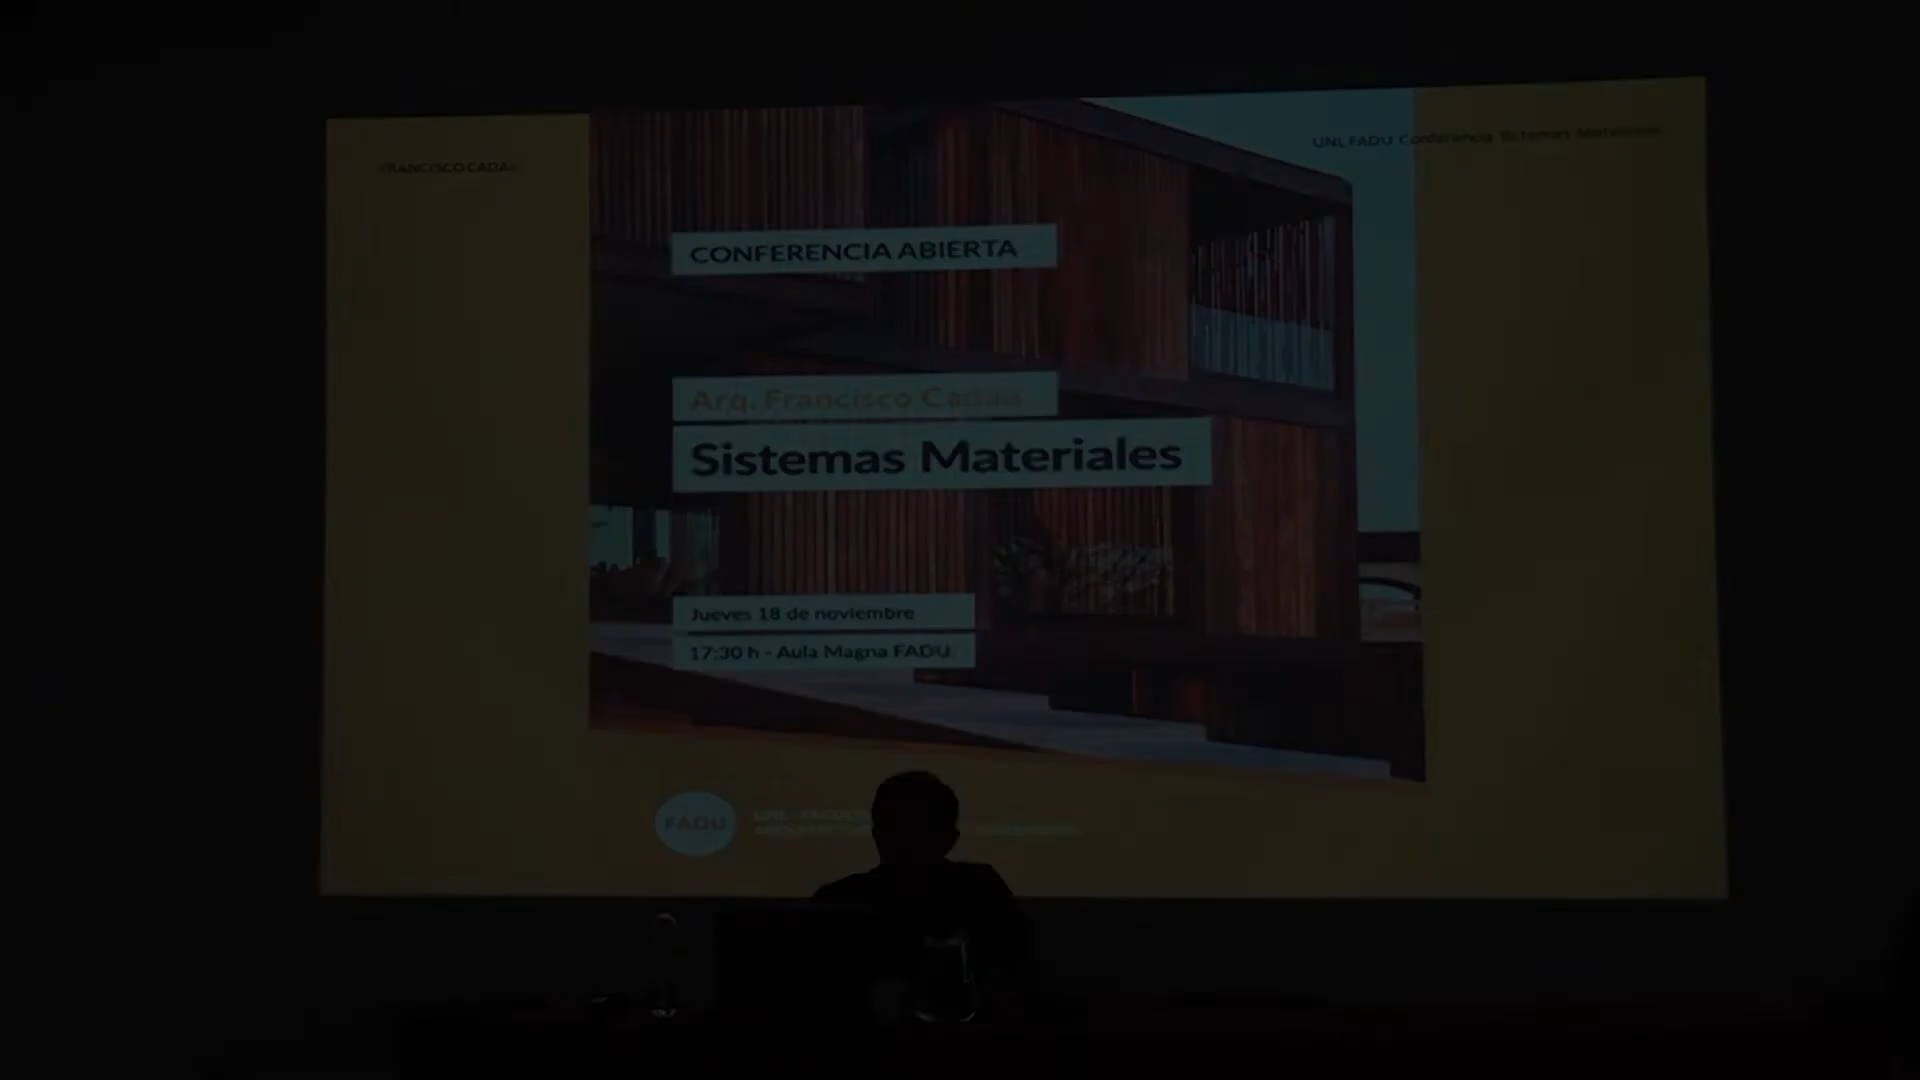 FRANCISCO CADAU
UNL FADU Conferencia Sistemas Materiales
CONFERENCIA ABIERTA
Arq. Francisco Cadau
Sistemas Materiales
Jueves 18 de noviembre
17:30 h - Aula Magna FADU
FADU
UNL